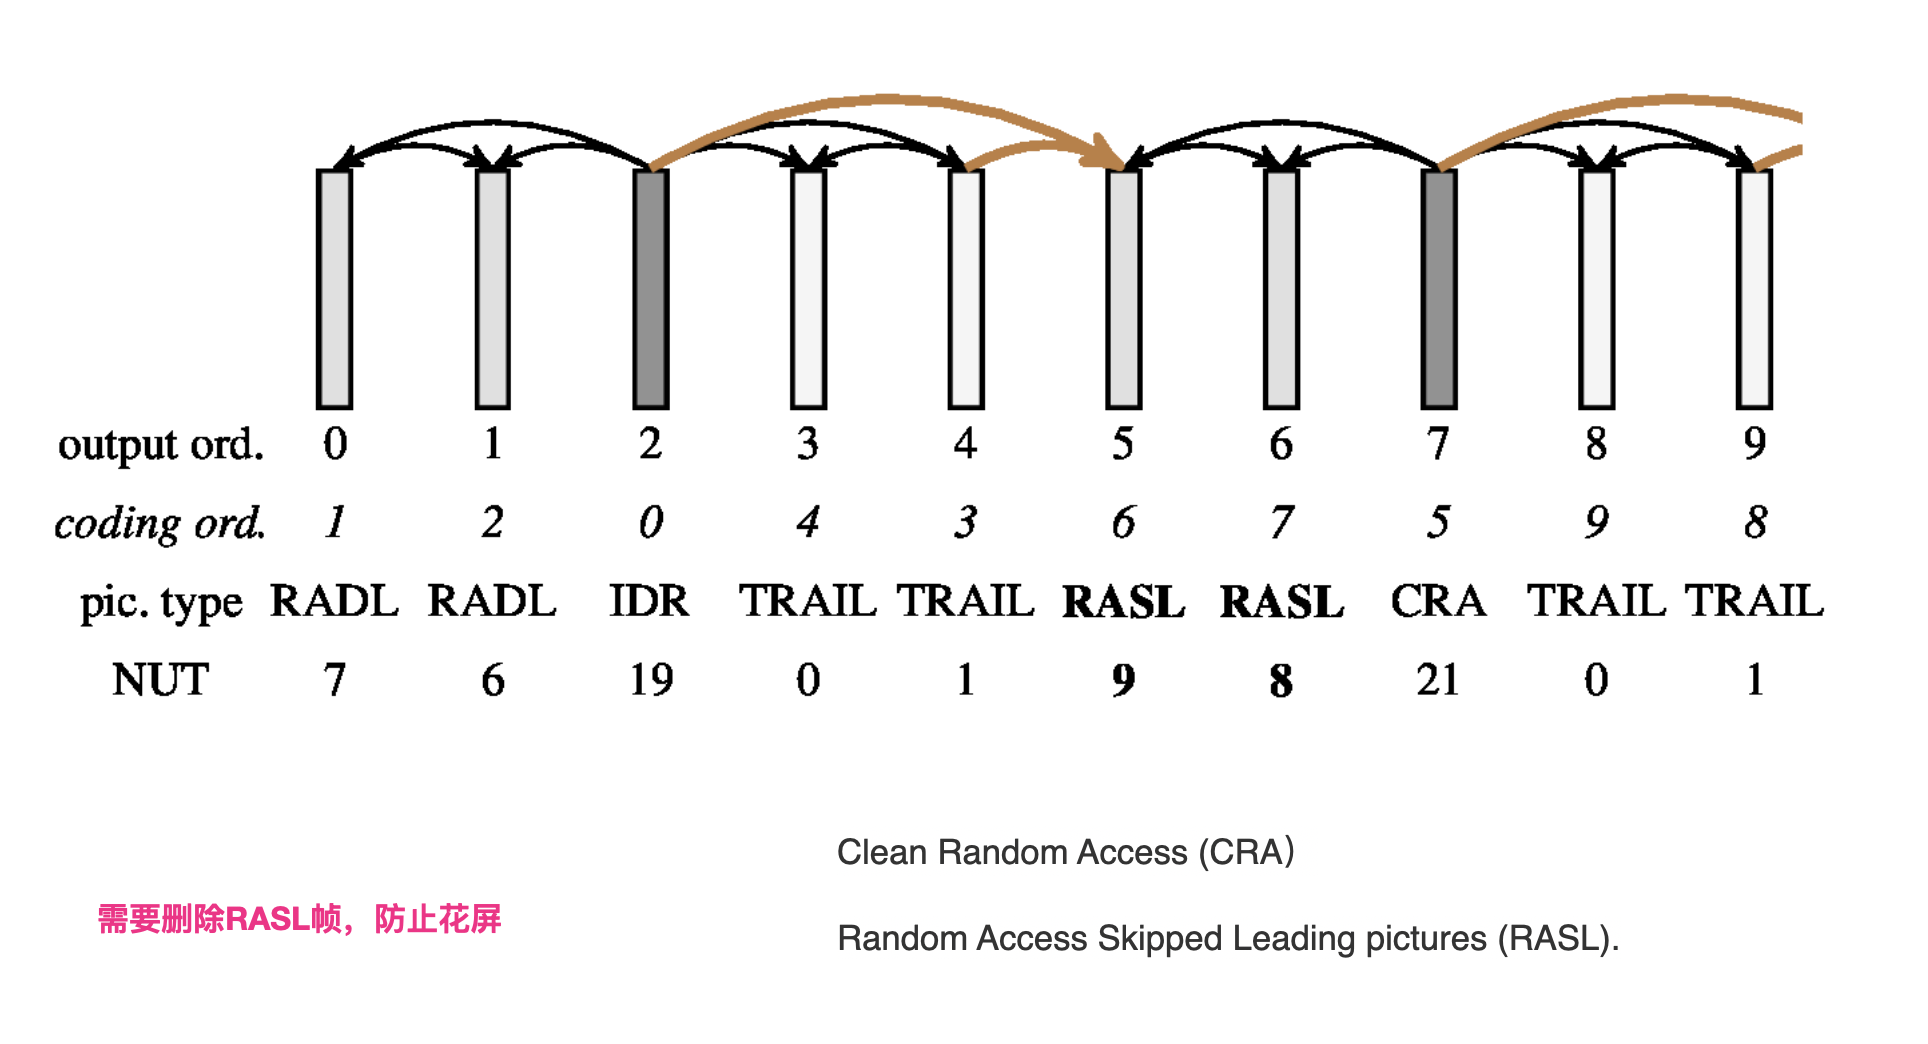 output ord. 0 1 2 3 4 5 6 7 8 9
coding ord. 1 2 0 4 3 6 7 5 9 8
pic. type RADL RADL IDR TRAIL TRAIL RASL RASL CRA TRAIL TRAIL
NUT 7 6 19 0 1 9 8 21 0 1
Clean Random Access (CRA）
需要删除RASL帧，防止花屏
Random Access Skipped Leading pictures (RASL).